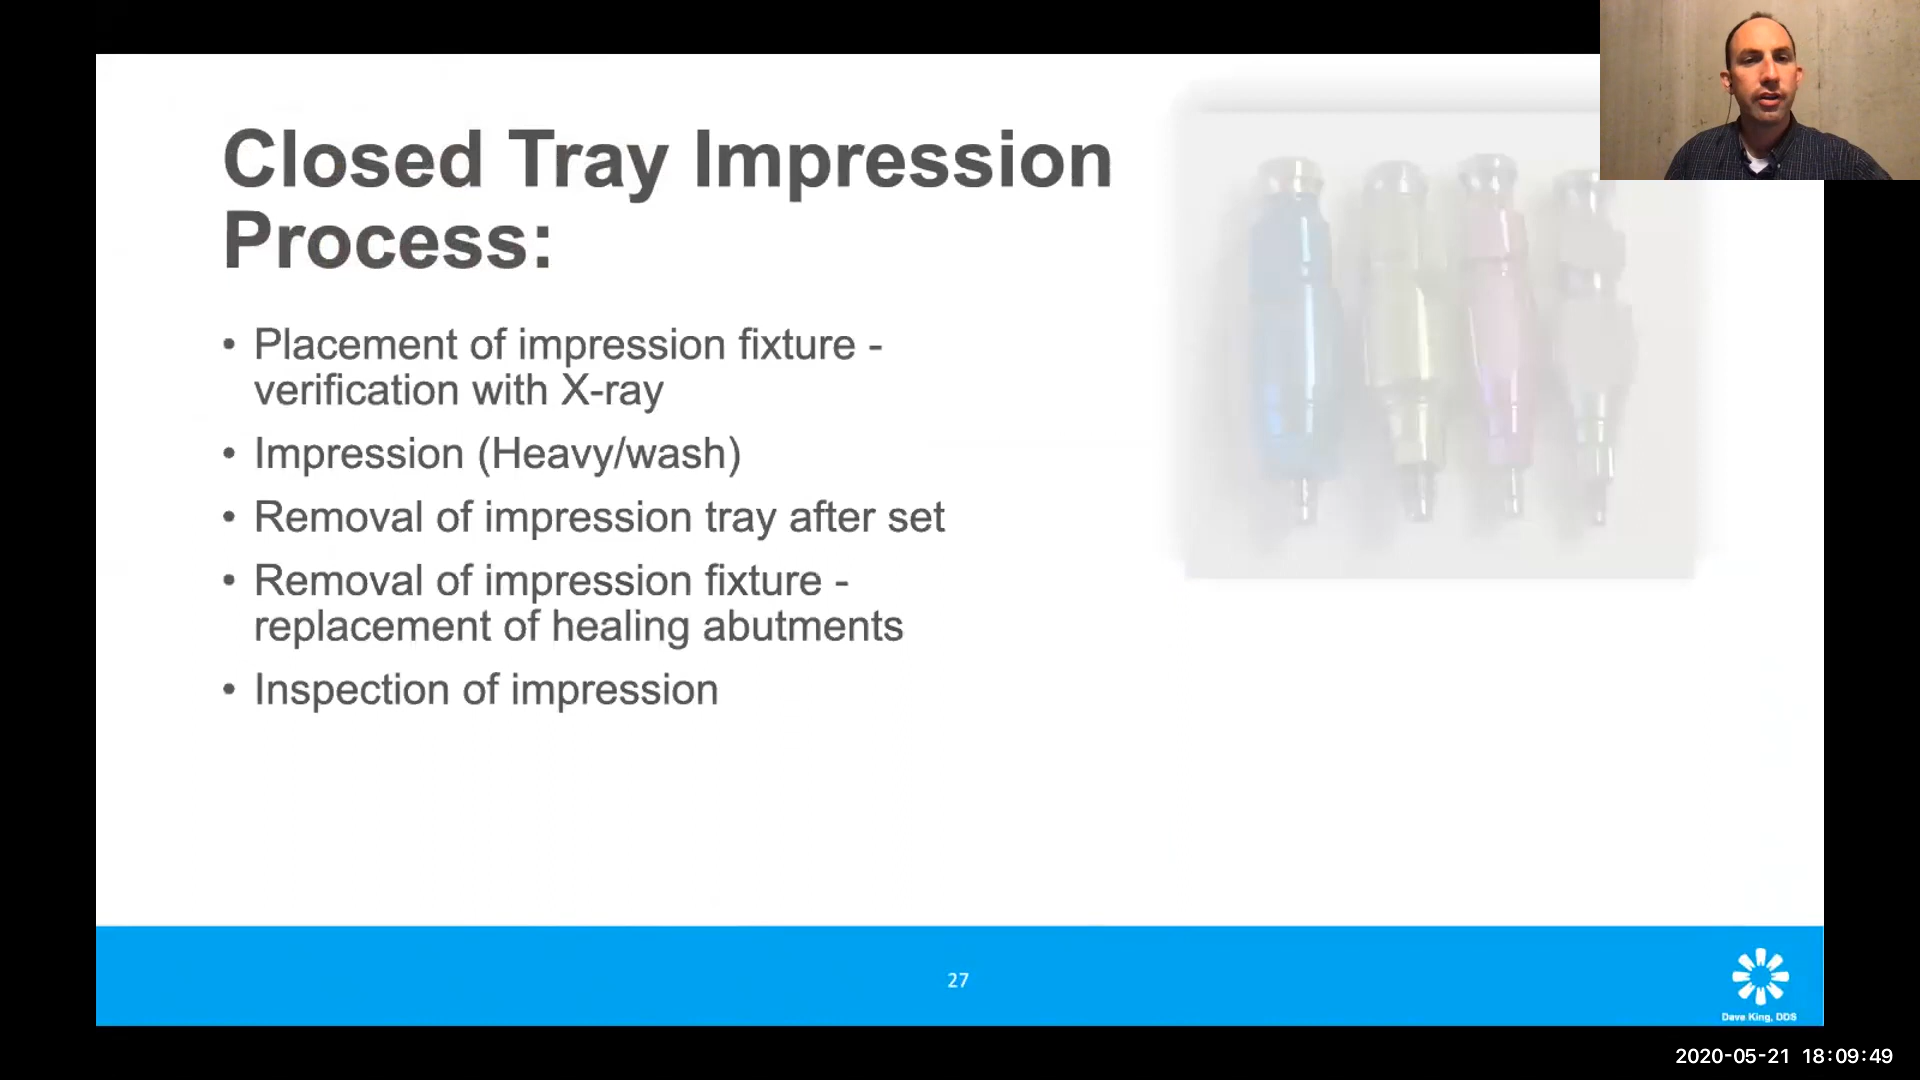 Closed Tray Impression
Process:
• Placement of impression fixture -
verification with X-ray
• Impression (Heavy/wash)
• Removal of impression tray after set
• Removal of impression fixture -
replacement of healing abutments
• Inspection of impression
27
Dave King, DDS
2020-05-21 18:09:49